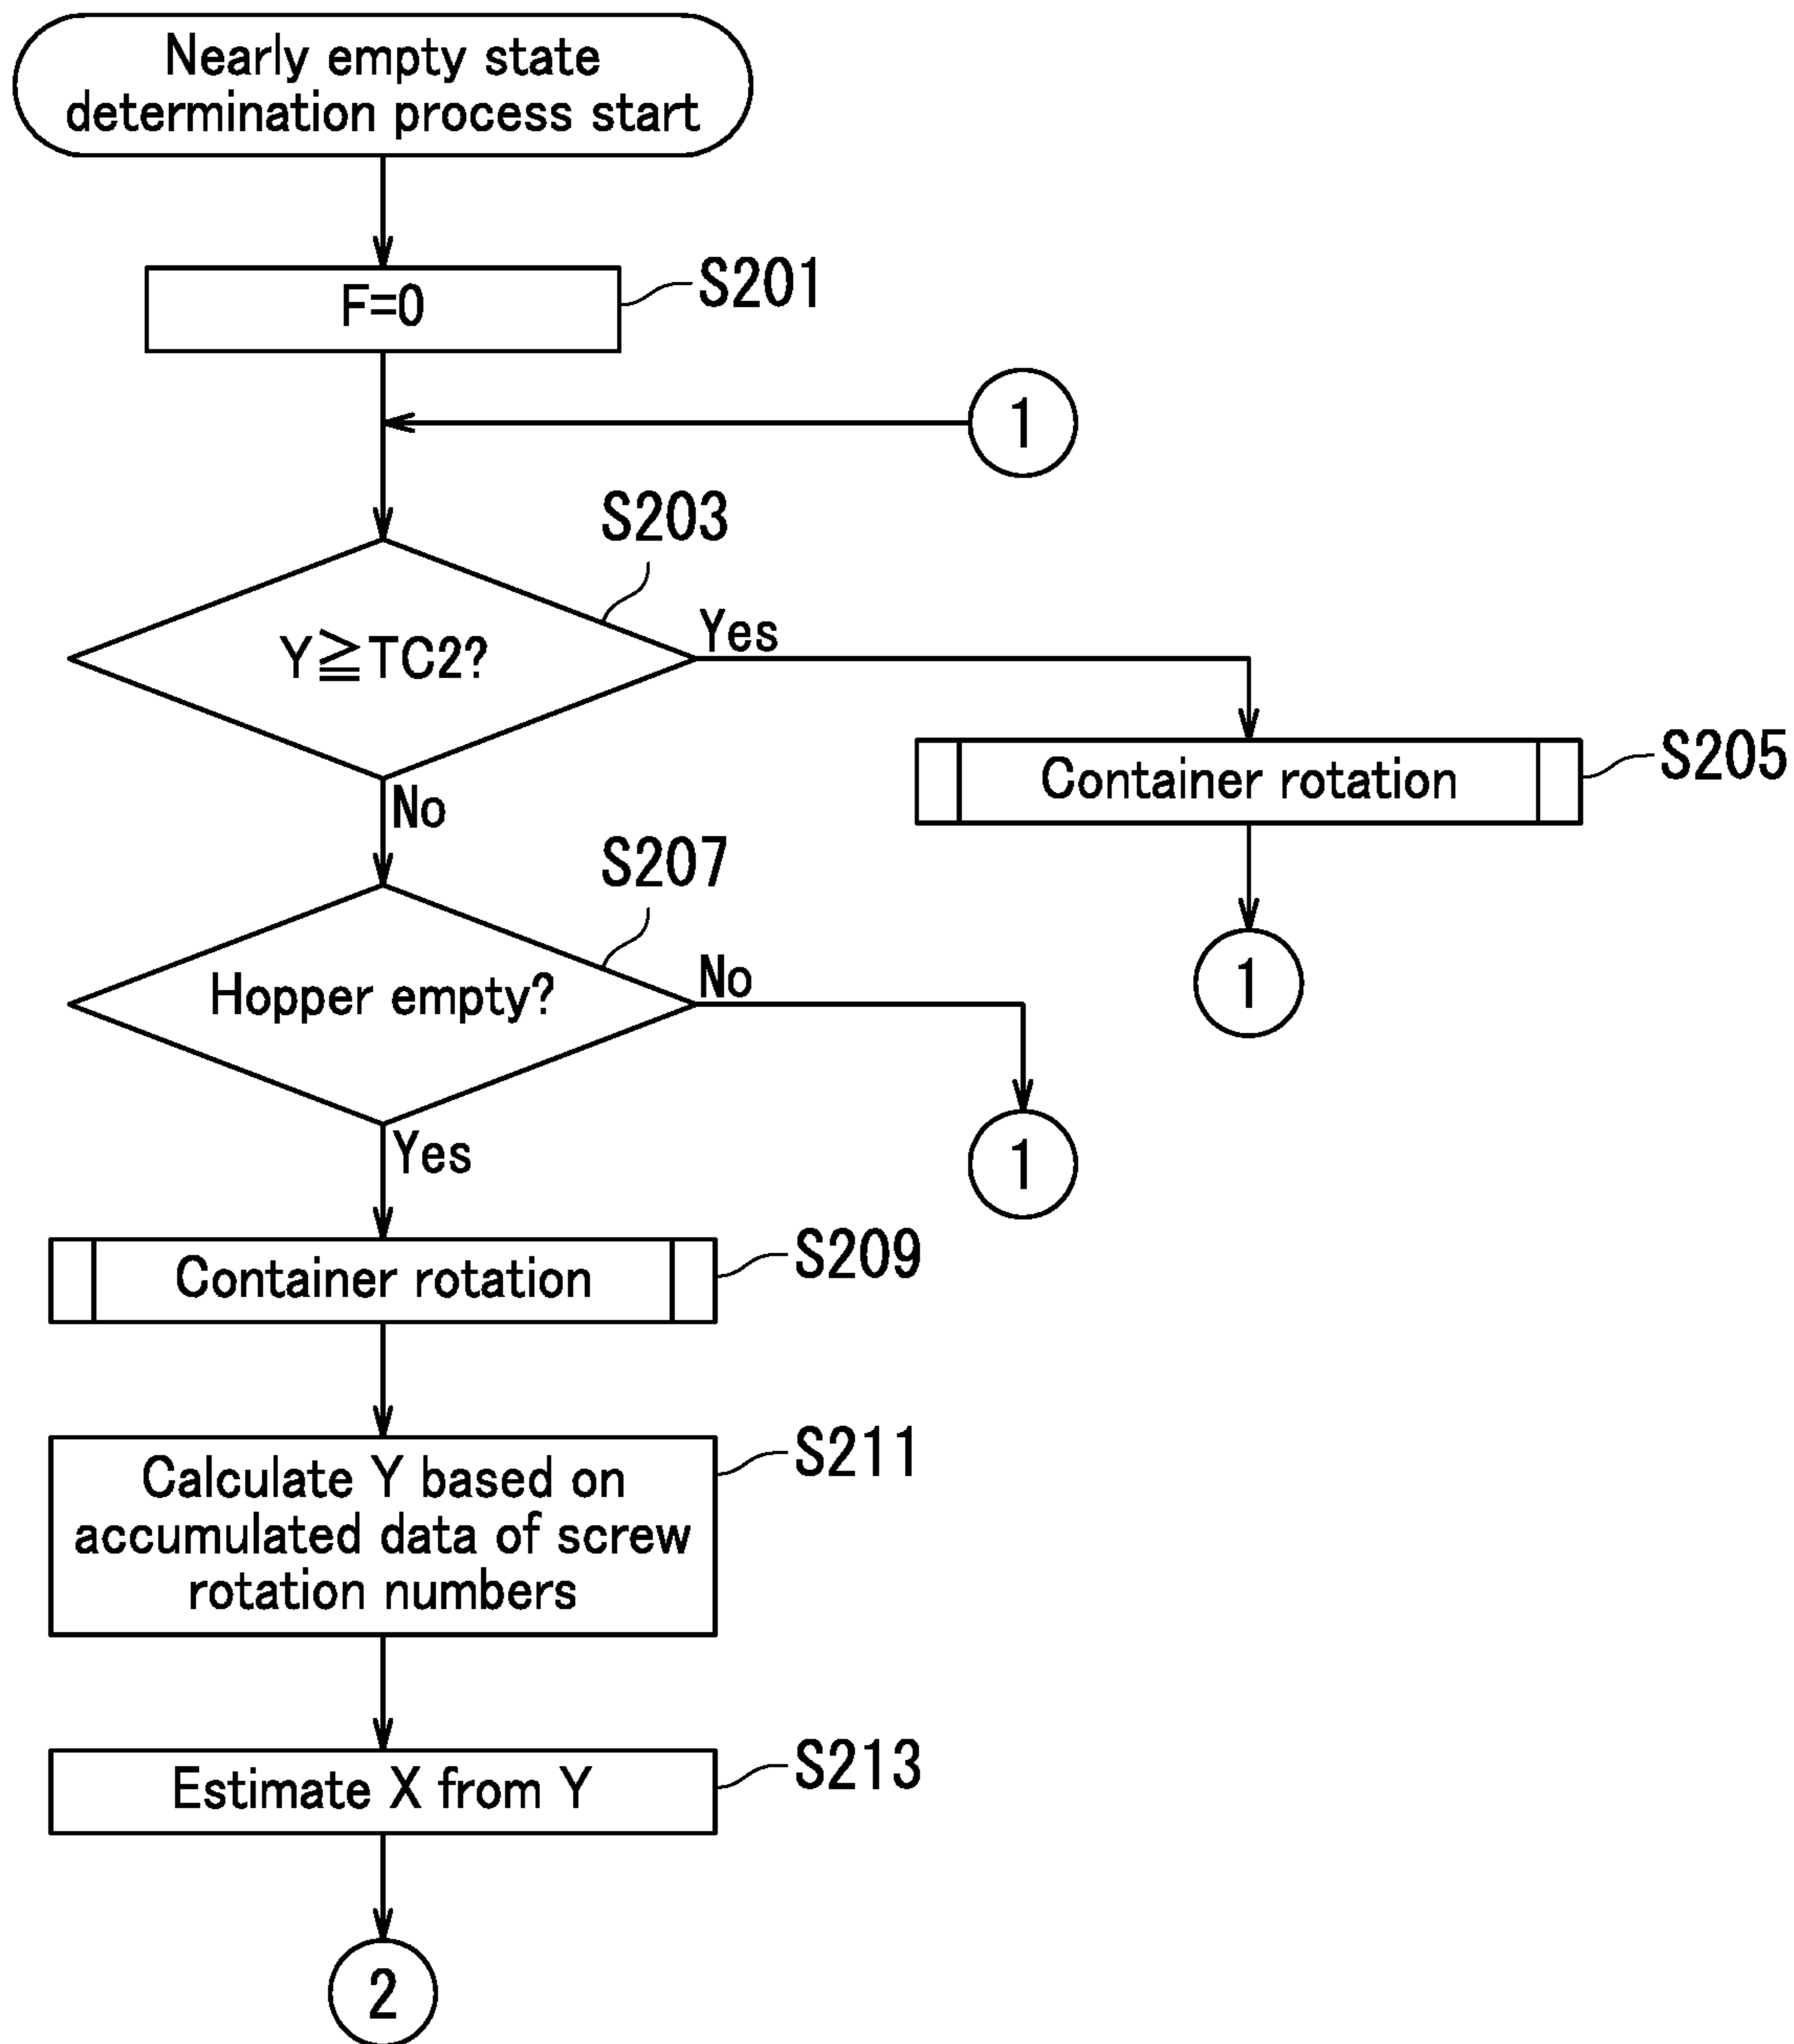 Nearly empty state
determination process start
F=0
S201
1
S203
Y≧TC2?
Yes
No
Container rotation
S205
1
S207
Hopper empty?
No
Yes
1
Container rotation
S209
Calculate Y based on
accumulated data of screw
rotation numbers
S211
Estimate X from Y
S213
2